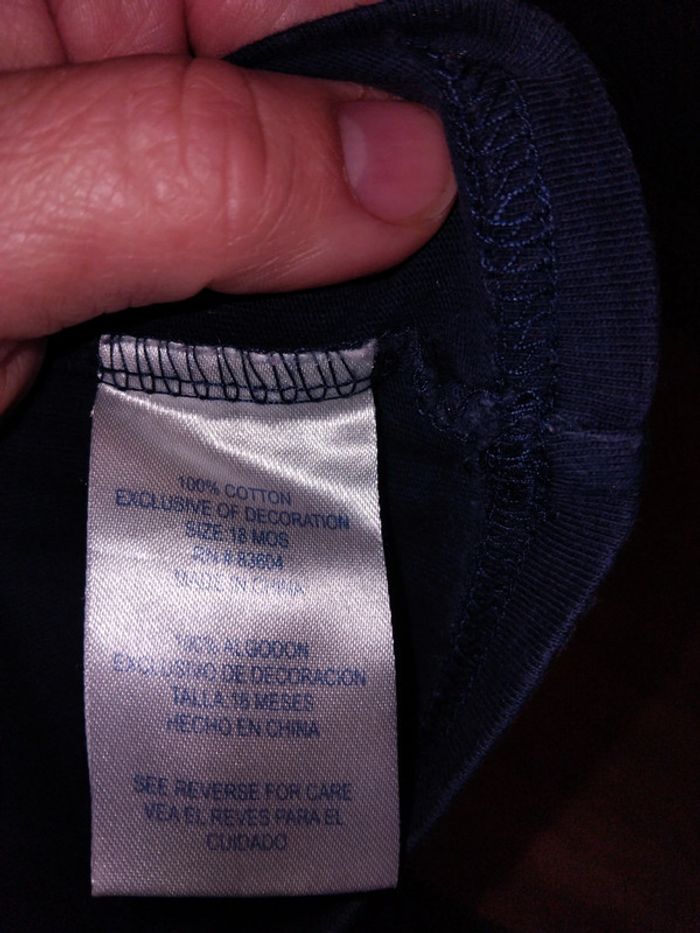 100% COTTON
EXCLUSIVE OF DECORATION
SIZE 18 MOS
RN # 83604
MADE IN CHINA
100% ALGODON
EXCLUSIVO DE DECORACION
TALLA 18 MESES
HECHO EN CHINA
SEE REVERSE FOR CARE
VEA EL REVES PARA EL
CUIDADO